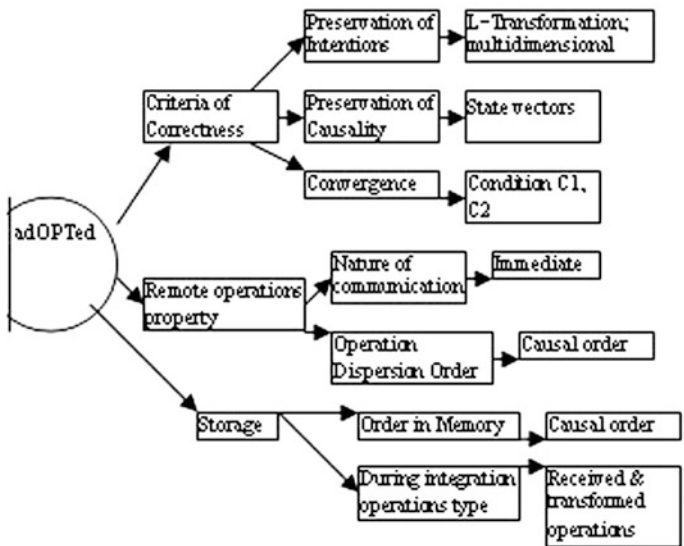 Preservation of
Intentions
L-Transformation;
multidimensional
Criteria of
Correctness
Preservation of
Causality
State vectors
Convergence
Condition C1,
C2
adOPTed
Nature of
communication
Immediate
Remote operations
property
Operation
Dispersion Order
Causal order
Storage
Order in Memory
Causal order
During integration
operations type
Received &
transformed
operations